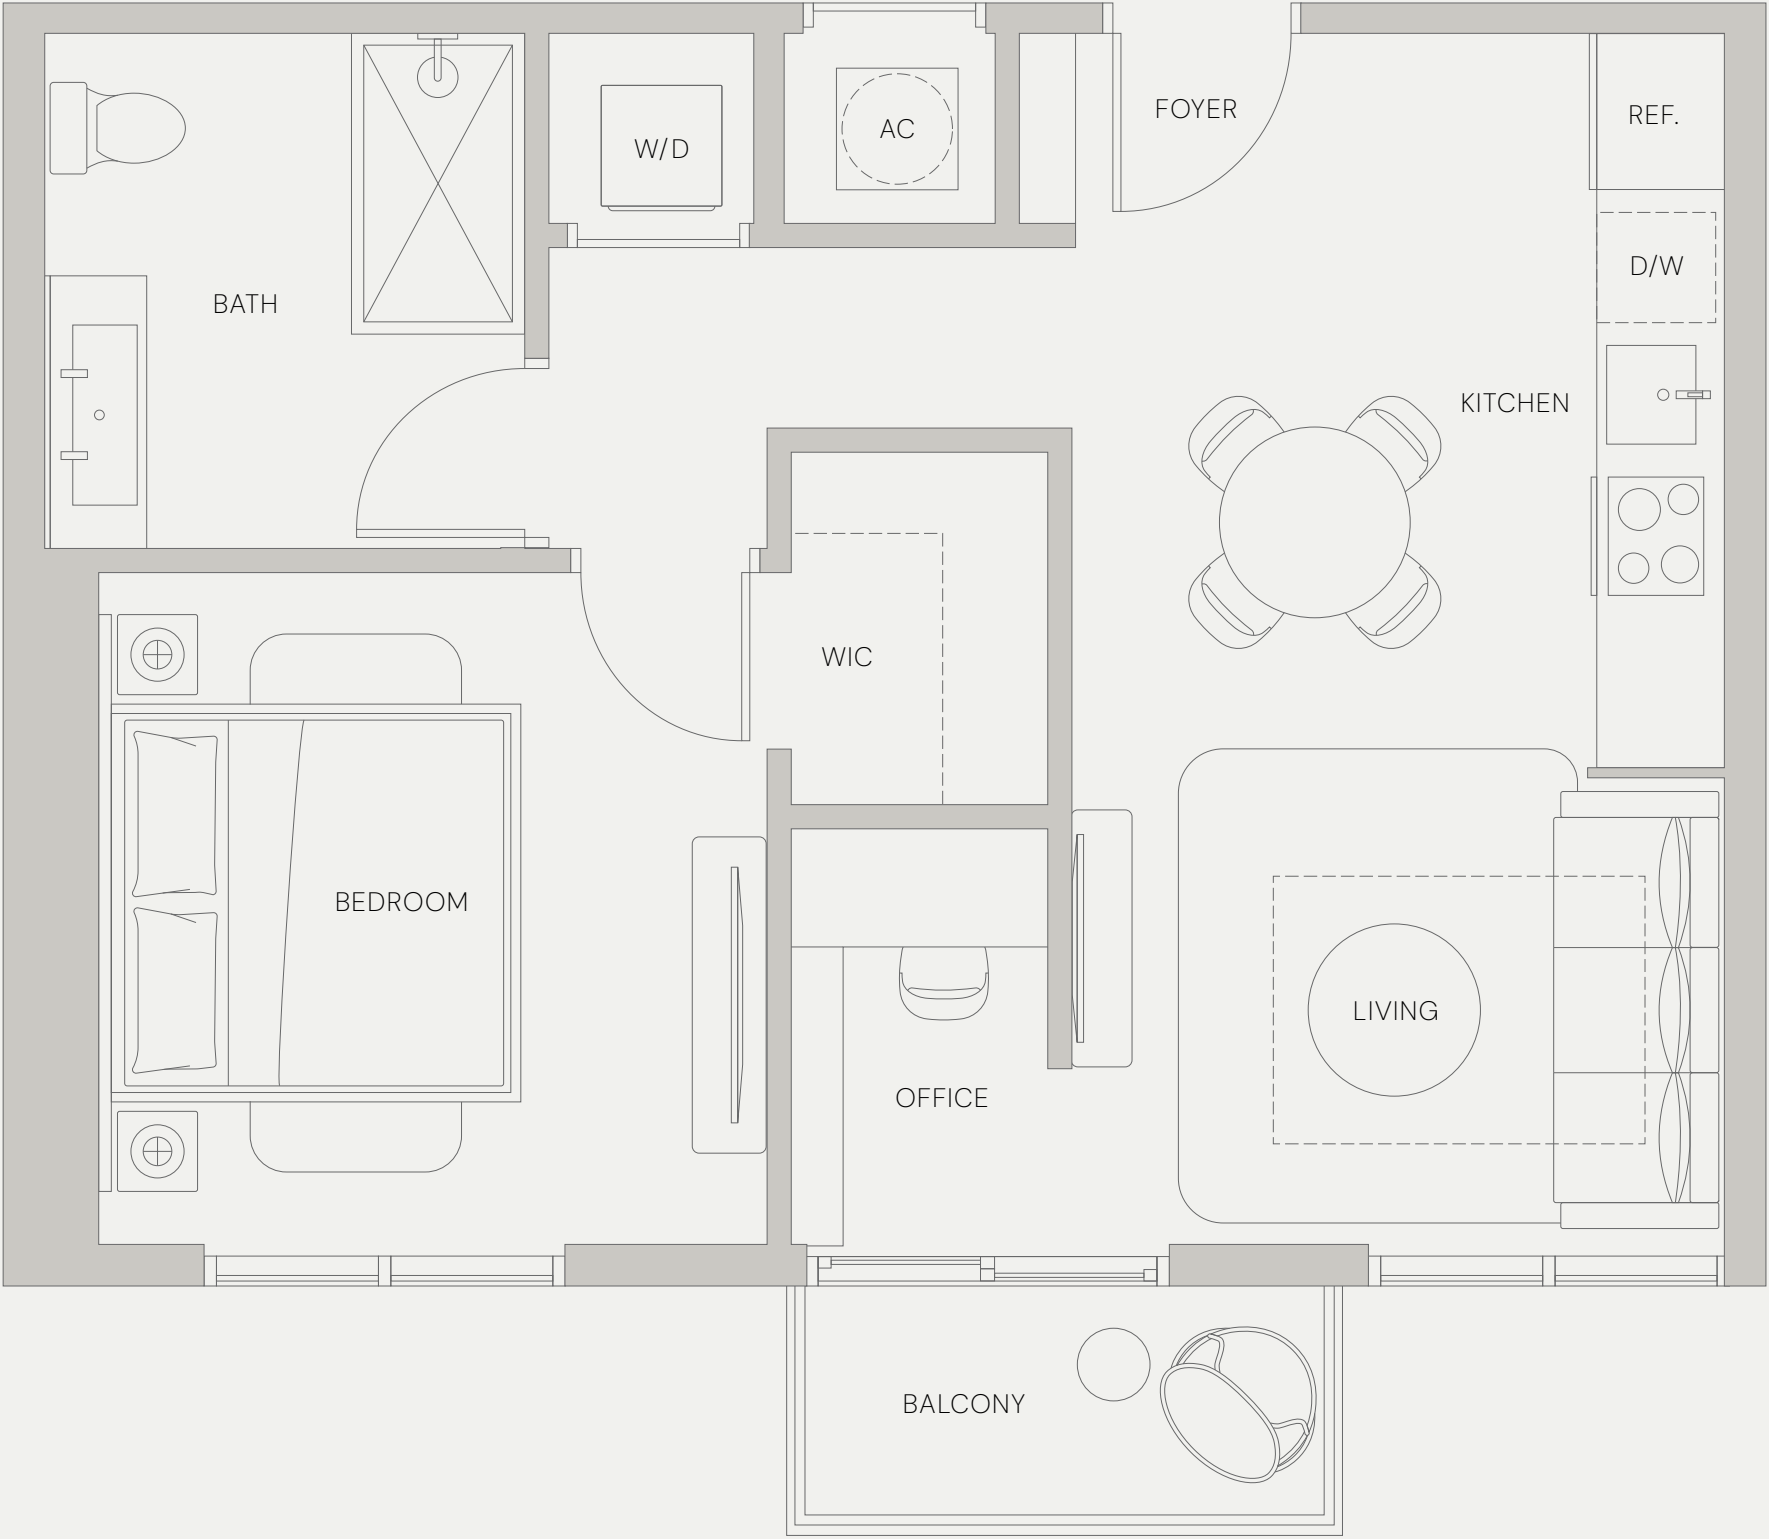 FOYER
REF.
AC
W/D
D/W
BATH
KITCHEN
WIC
BEDROOM
LIVING
OFFICE
BALCONY